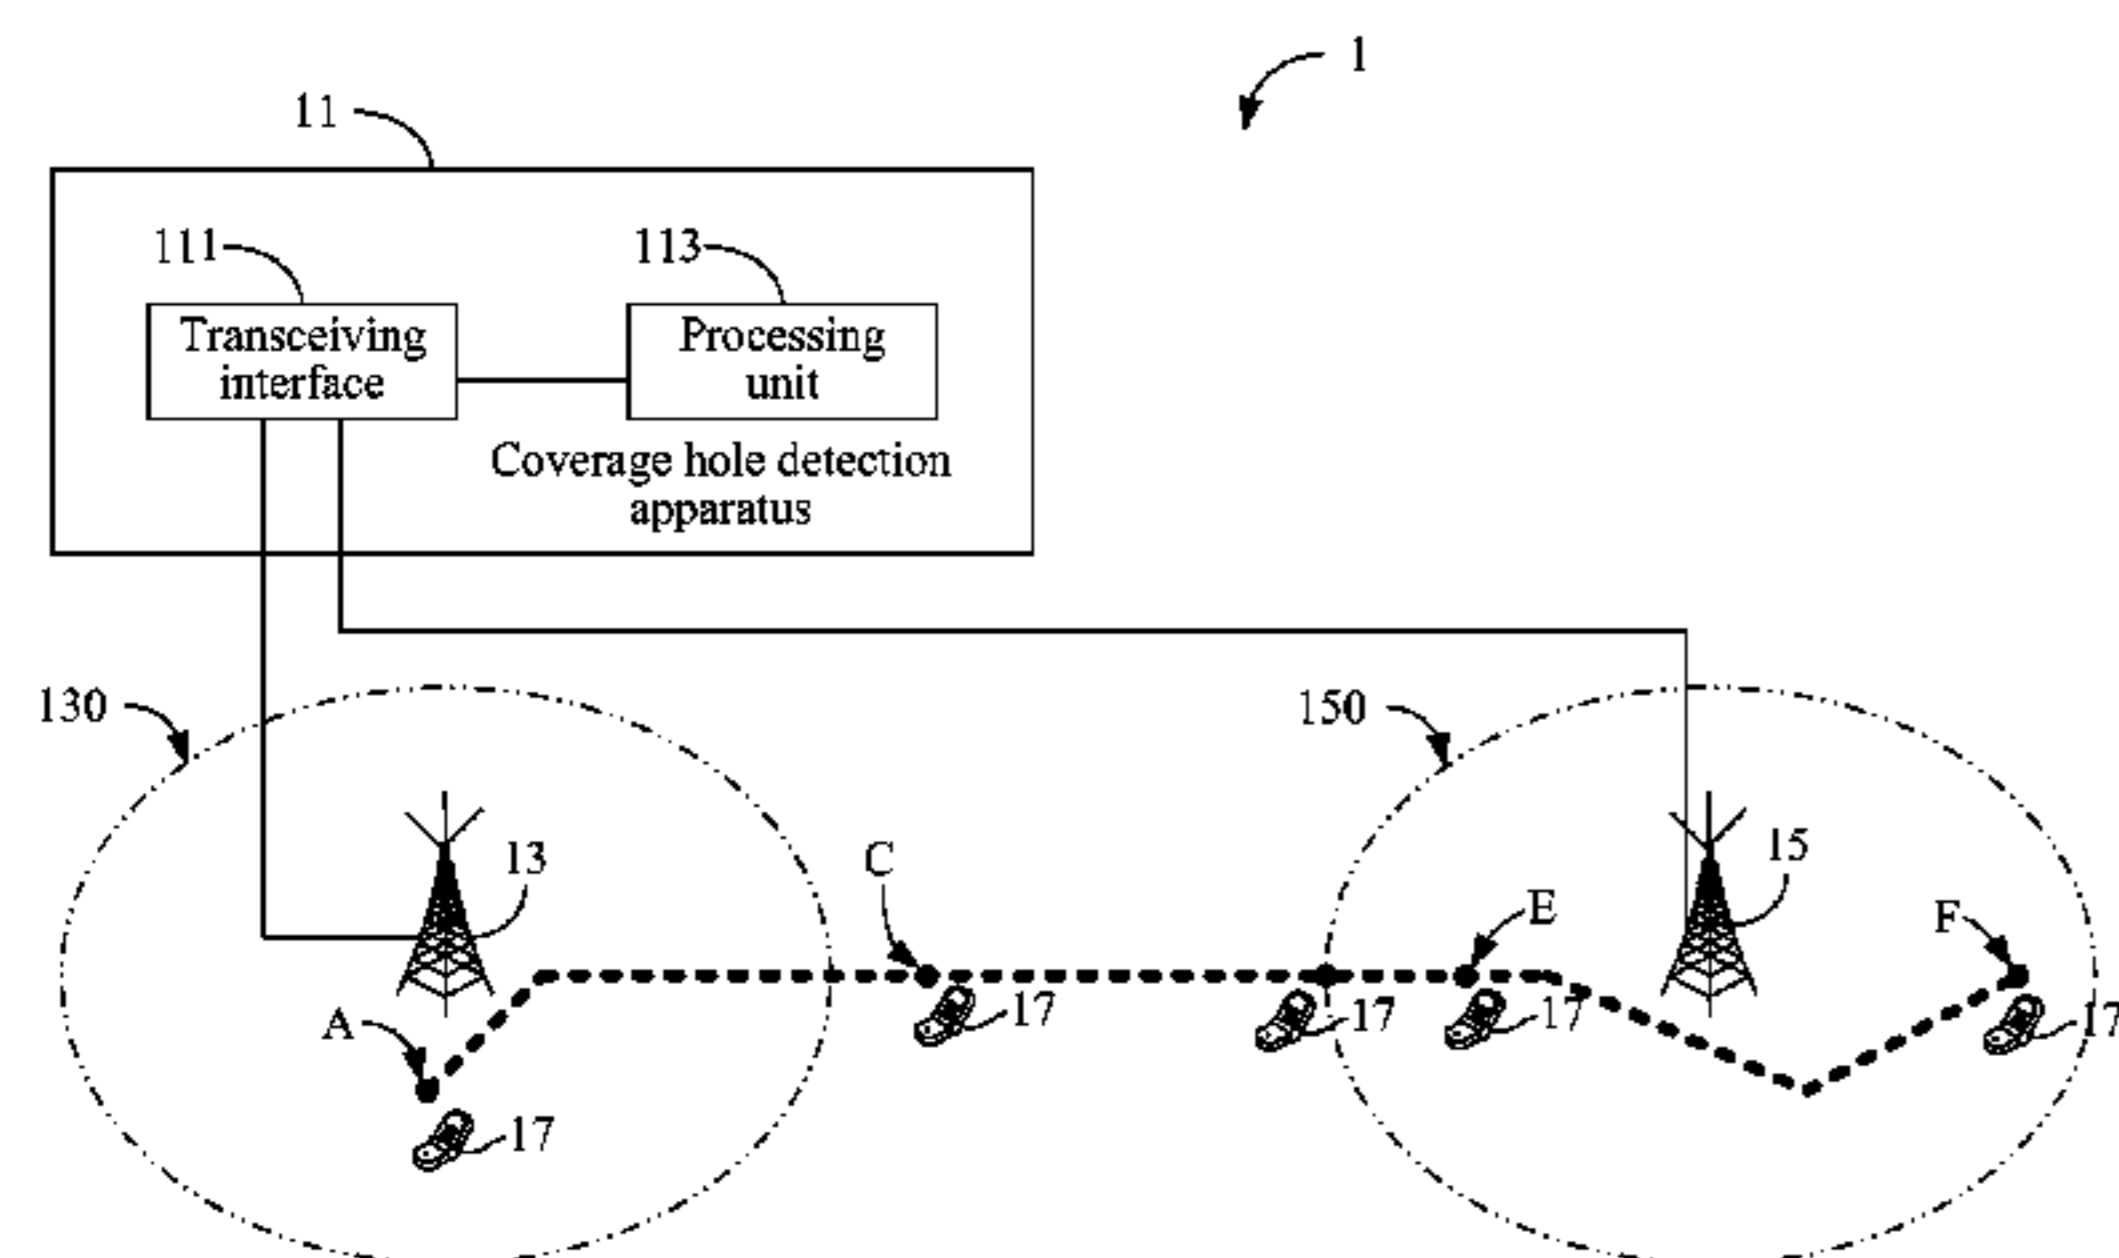 1
11
111
113
Transceiving
interface
Processing
unit
Coverage hole detection
apparatus
130
150
13
15
C
E
F
A
17
17
17
17
17